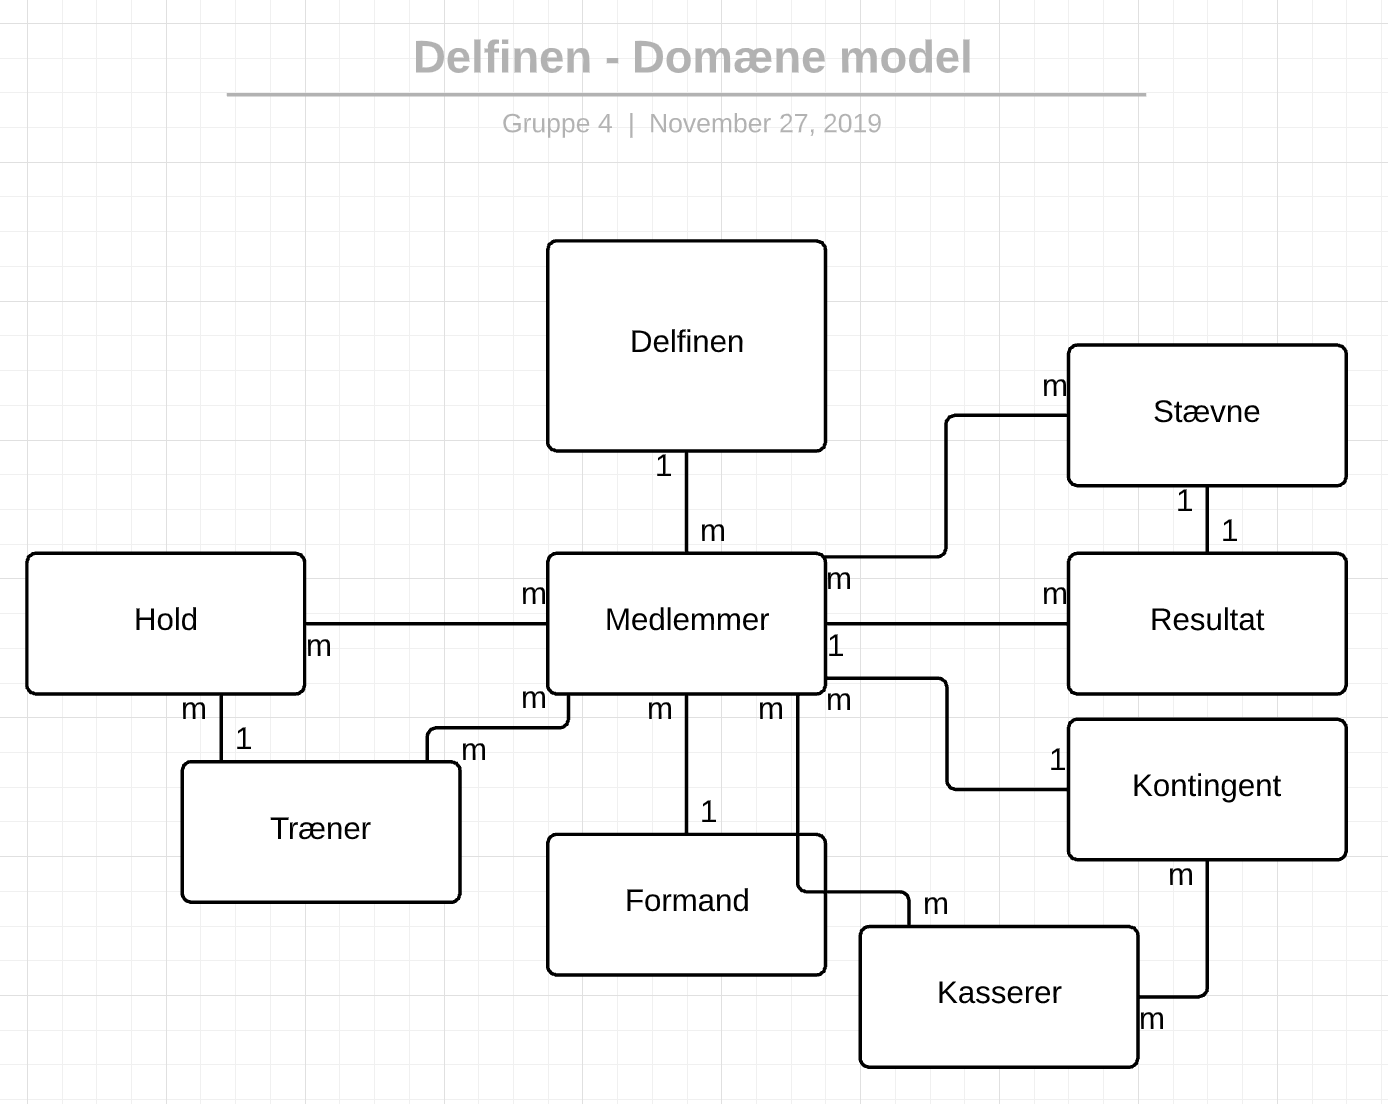 Delfinen - Domæne model
Gruppe 4 | November 27, 2019
Delfinen
m
Stævne
1
1
1
m
m
Hold
m
m
Medlemmer
m
1
m
Resultat
m
1
m
m
m
m
m
m
1
Kontingent
Træner
1
Formand
m
m
Kasserer
m